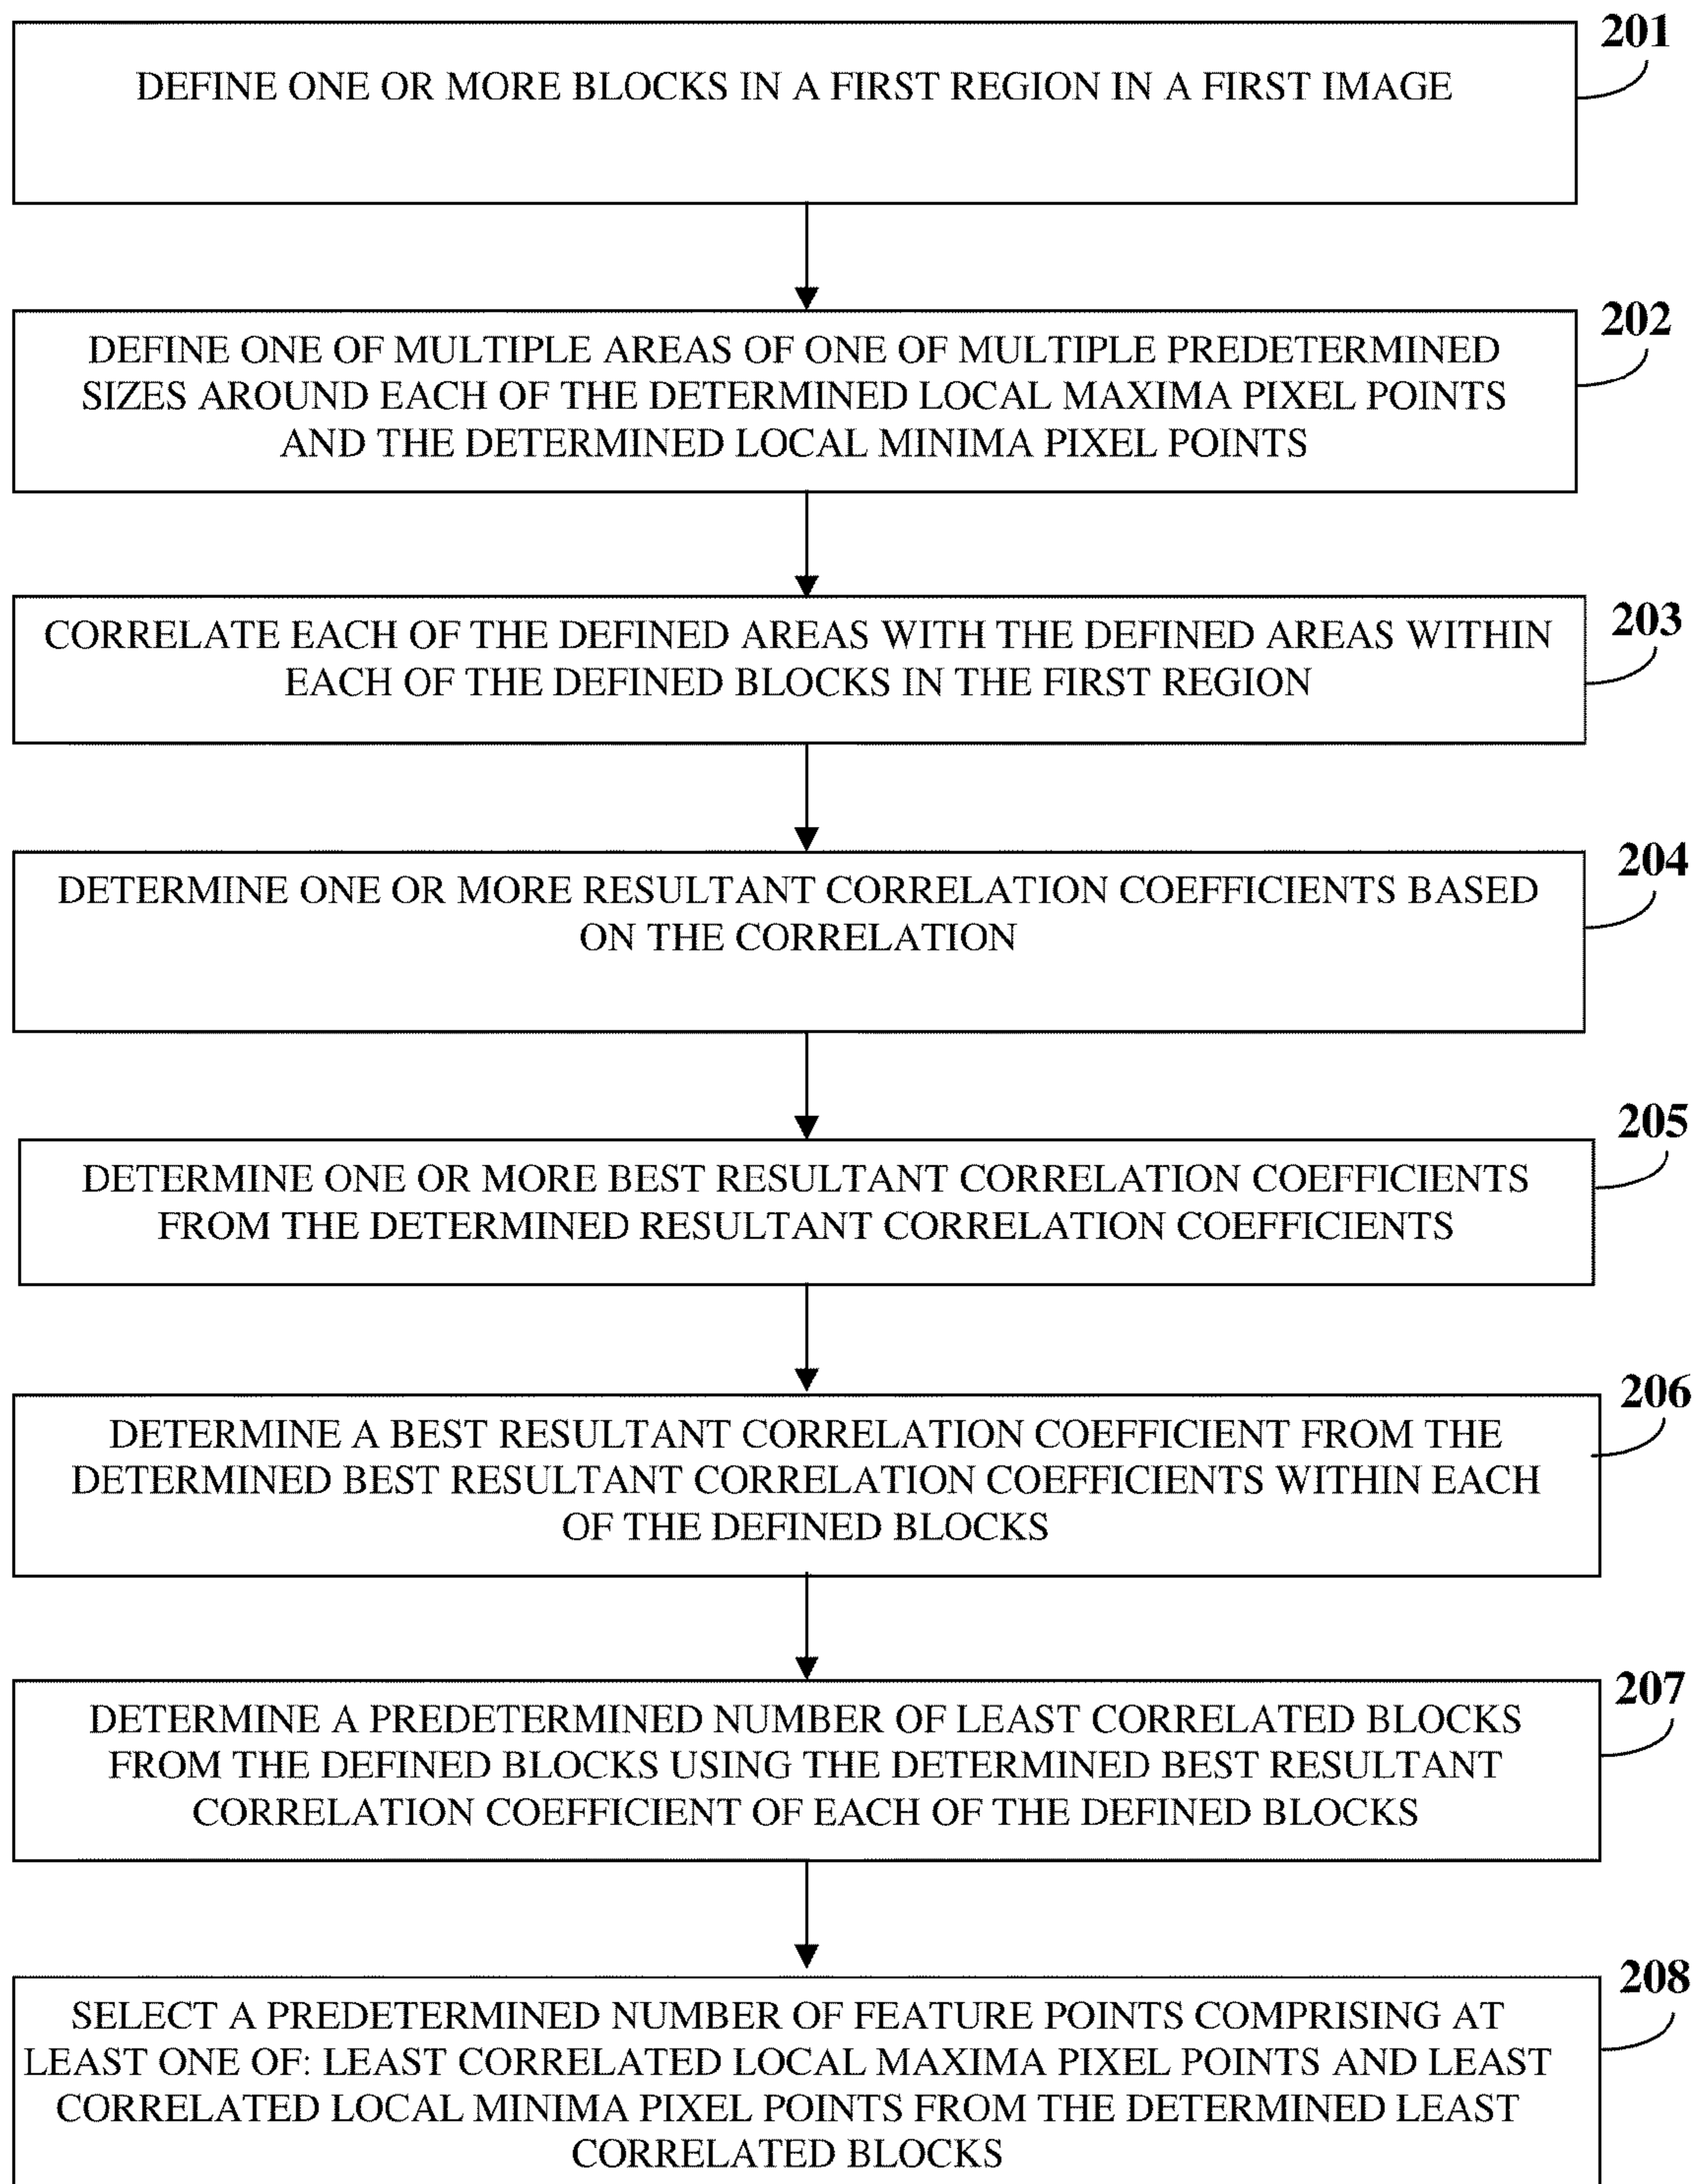 201
DEFINE ONE OR MORE BLOCKS IN A FIRST REGION IN A FIRST IMAGE
202
DEFINE ONE OF MULTIPLE AREAS OF ONE OF MULTIPLE PREDETERMINED
SIZES AROUND EACH OF THE DETERMINED LOCAL MAXIMA PIXEL POINTS
AND THE DETERMINED LOCAL MINIMA PIXEL POINTS
203
CORRELATE EACH OF THE DEFINED AREAS WITH THE DEFINED AREAS WITHIN
EACH OF THE DEFINED BLOCKS IN THE FIRST REGION
204
DETERMINE ONE OR MORE RESULTANT CORRELATION COEFFICIENTS BASED
ON THE CORRELATION
205
DETERMINE ONE OR MORE BEST RESULTANT CORRELATION COEFFICIENTS
FROM THE DETERMINED RESULTANT CORRELATION COEFFICIENTS
206
DETERMINE A BEST RESULTANT CORRELATION COEFFICIENT FROM THE
DETERMINED BEST RESULTANT CORRELATION COEFFICIENTS WITHIN EACH
OF THE DEFINED BLOCKS
207
DETERMINE A PREDETERMINED NUMBER OF LEAST CORRELATED BLOCKS
FROM THE DEFINED BLOCKS USING THE DETERMINED BEST RESULTANT
CORRELATION COEFFICIENT OF EACH OF THE DEFINED BLOCKS
208
SELECT A PREDETERMINED NUMBER OF FEATURE POINTS COMPRISING AT
LEAST ONE OF: LEAST CORRELATED LOCAL MAXIMA PIXEL POINTS AND LEAST
CORRELATED LOCAL MINIMA PIXEL POINTS FROM THE DETERMINED LEAST
CORRELATED BLOCKS